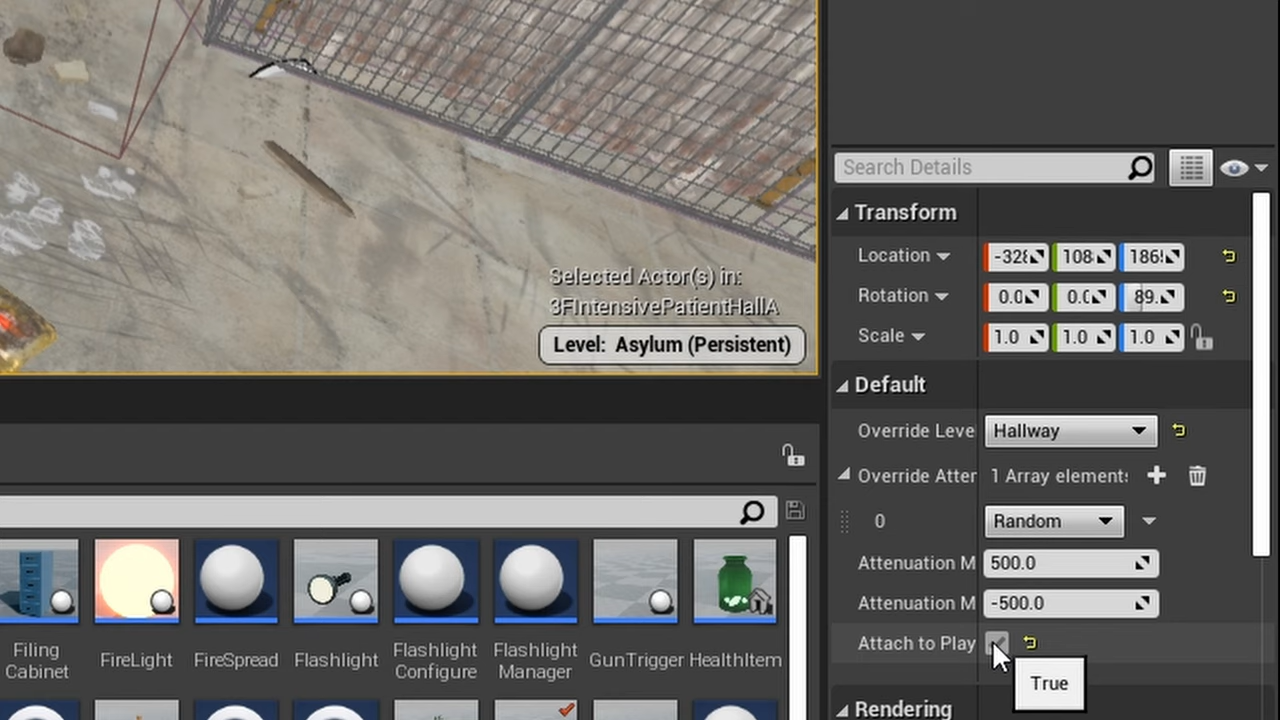 Search Details
Transform
Location
-328
108
186
Rotation
0.0
0.0
89.
Scale
1.0
1.0
1.0
Selected Actor(s) in:
3FIntensivePatientHallA
Level: Asylum (Persistent)
Default
Override Leve
Hallway
Override Atten
1 Array elements
0
Random
Attenuation M
500.0
Attenuation M
-500.0
Attach to Play
True
Rendering
Filing
Cabinet
FireLight
FireSpread
Flashlight
Flashlight
Configure
Flashlight
Manager
GunTrigger
HealthItem